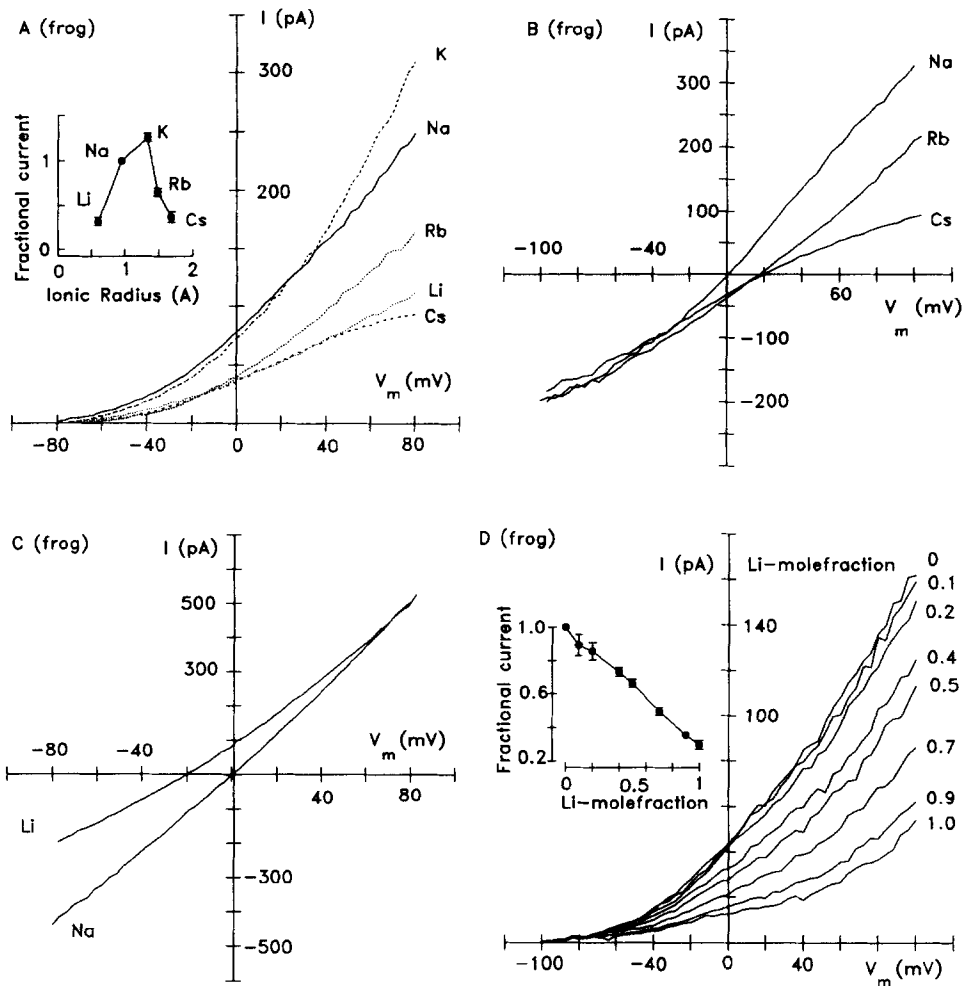 A (frog)
I (pA)
K
300
Na
200
Rb
Li
Cs
V_m (mV)
-80
-40
0
40
80
Fractional current
1
0
Na
K
Li
Rb
Cs
0
1
2
Ionic Radius (A)
B (frog)
I (pA)
Na
300
Rb
200
Cs
100
-100
-40
60
V_m (mV)
-100
-200
C (frog)
I (pA)
500
300
-80
-40
V_m (mV)
0
40
80
Li
-300
Na
-500
D (frog)
I (pA)
Li-molefraction
0
0.1
0.2
0.4
0.5
0.7
0.9
1.0
140
100
Fractional current
1.0
0.6
0.2
0
0.5
1
Li-molefraction
-100
-40
0
40
V_m (mV)